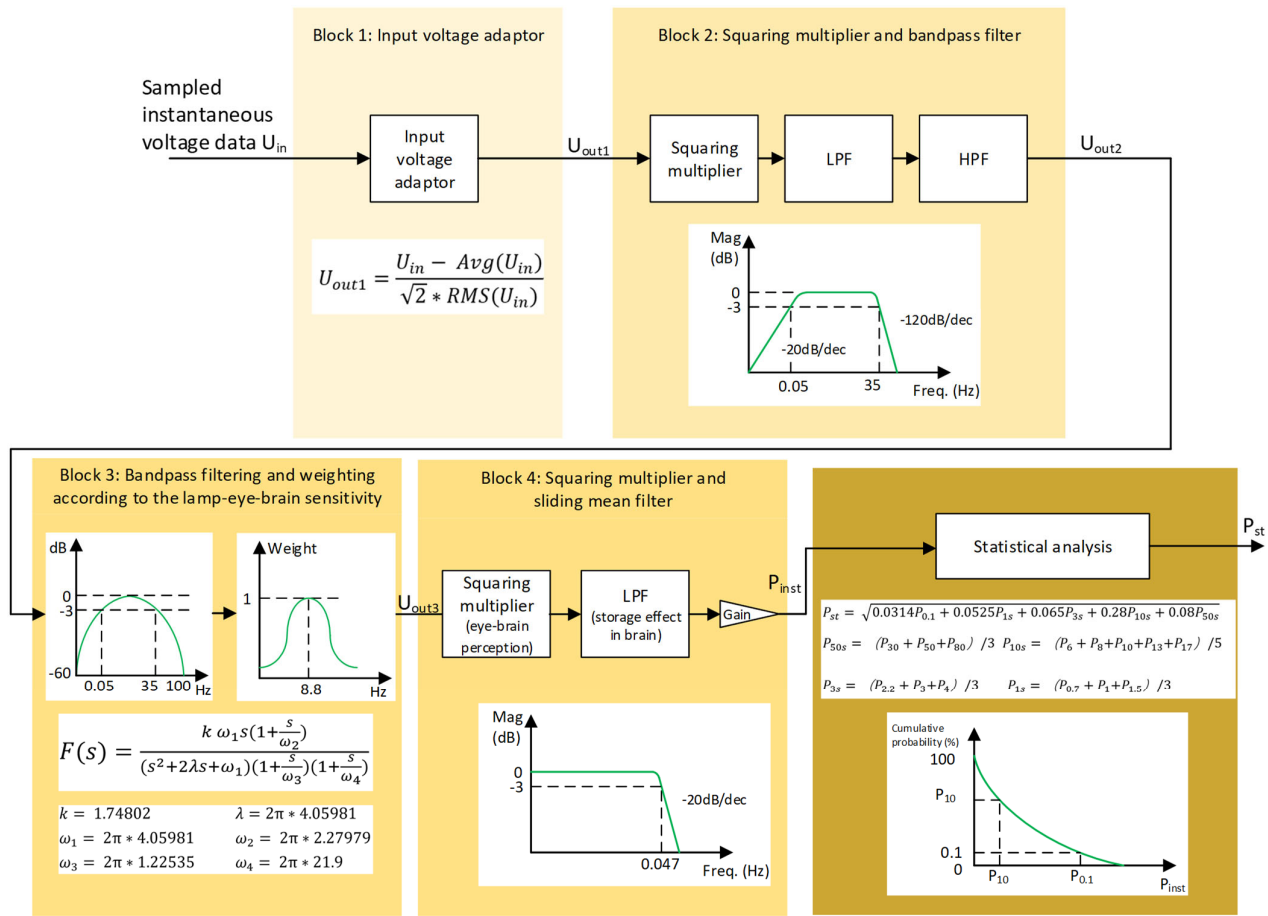 Block 1: Input voltage adaptor
Block 2: Squaring multiplier and bandpass filter
Sampled
instantaneous
voltage data U_in
Input
voltage
adaptor
U_out1
Squaring
multiplier
LPF
HPF
U_out2
U_out1 = (U_in − Avg(U_in)) / (√2 * RMS(U_in))
Mag
(dB)
0
-3
-20dB/dec
-120dB/dec
0.05
35
Freq. (Hz)
Block 3: Bandpass filtering and weighting
according to the lamp-eye-brain sensitivity
dB
0
-3
-60
0.05
35
100
Hz
Weight
1
8.8
Hz
F(s) = k ω_1 s(1+s/ω_2) / ((s^2+2λs+ω_1)(1+s/ω_3)(1+s/ω_4))
k = 1.74802 λ = 2π * 4.05981
ω_1 = 2π * 4.05981 ω_2 = 2π * 2.27979
ω_3 = 2π * 1.22535 ω_4 = 2π * 21.9
Block 4: Squaring multiplier and
sliding mean filter
U_out3
Squaring
multiplier
(eye-brain
perception)
LPF
(storage effect
in brain)
Gain
P_inst
Mag
(dB)
0
-3
-20dB/dec
0.047
Freq. (Hz)
Statistical analysis
P_st
P_st = √(0.0314P_0.1 + 0.0525P_1s + 0.065P_3s + 0.28P_10s + 0.08P_50s)
P_50s = (P_30 + P_50+P_80) /3 P_10s = (P_6 + P_8+P_10+P_13+P_17) /5
P_3s = (P_2.2 + P_3+P_4) /3 P_1s = (P_0.7 + P_1+P_1.5) /3
Cumulative
probability (%)
100
P_10
0.1
0
P_10
P_0.1
P_inst